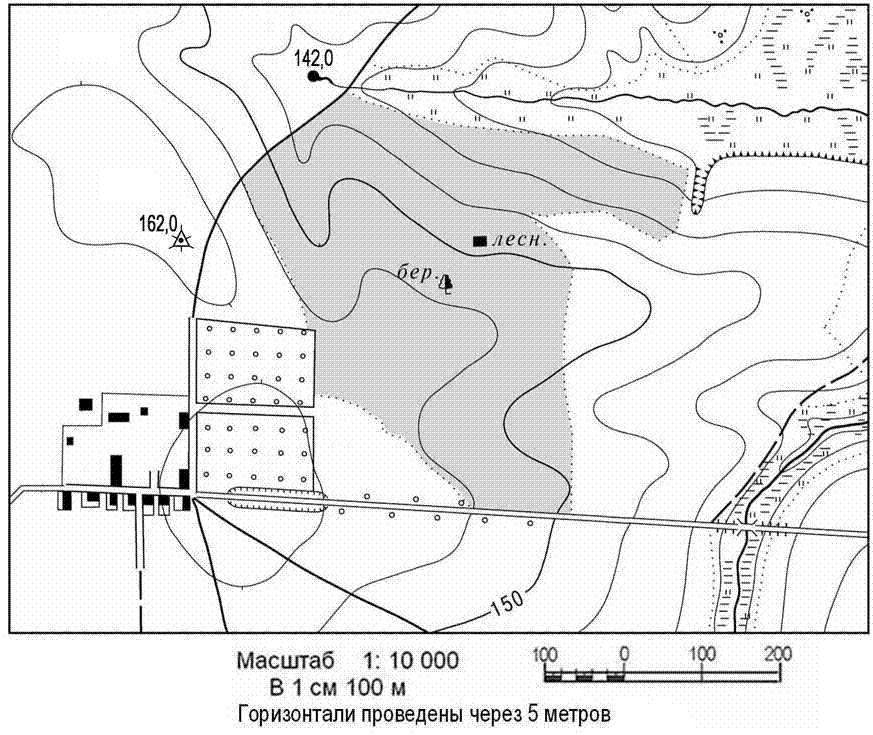 142,0
162,0
лесн.
бер.
150
Масштаб 1: 10 000
В 1 см 100 м
100 0 100 200
Горизонтали проведены через 5 метров